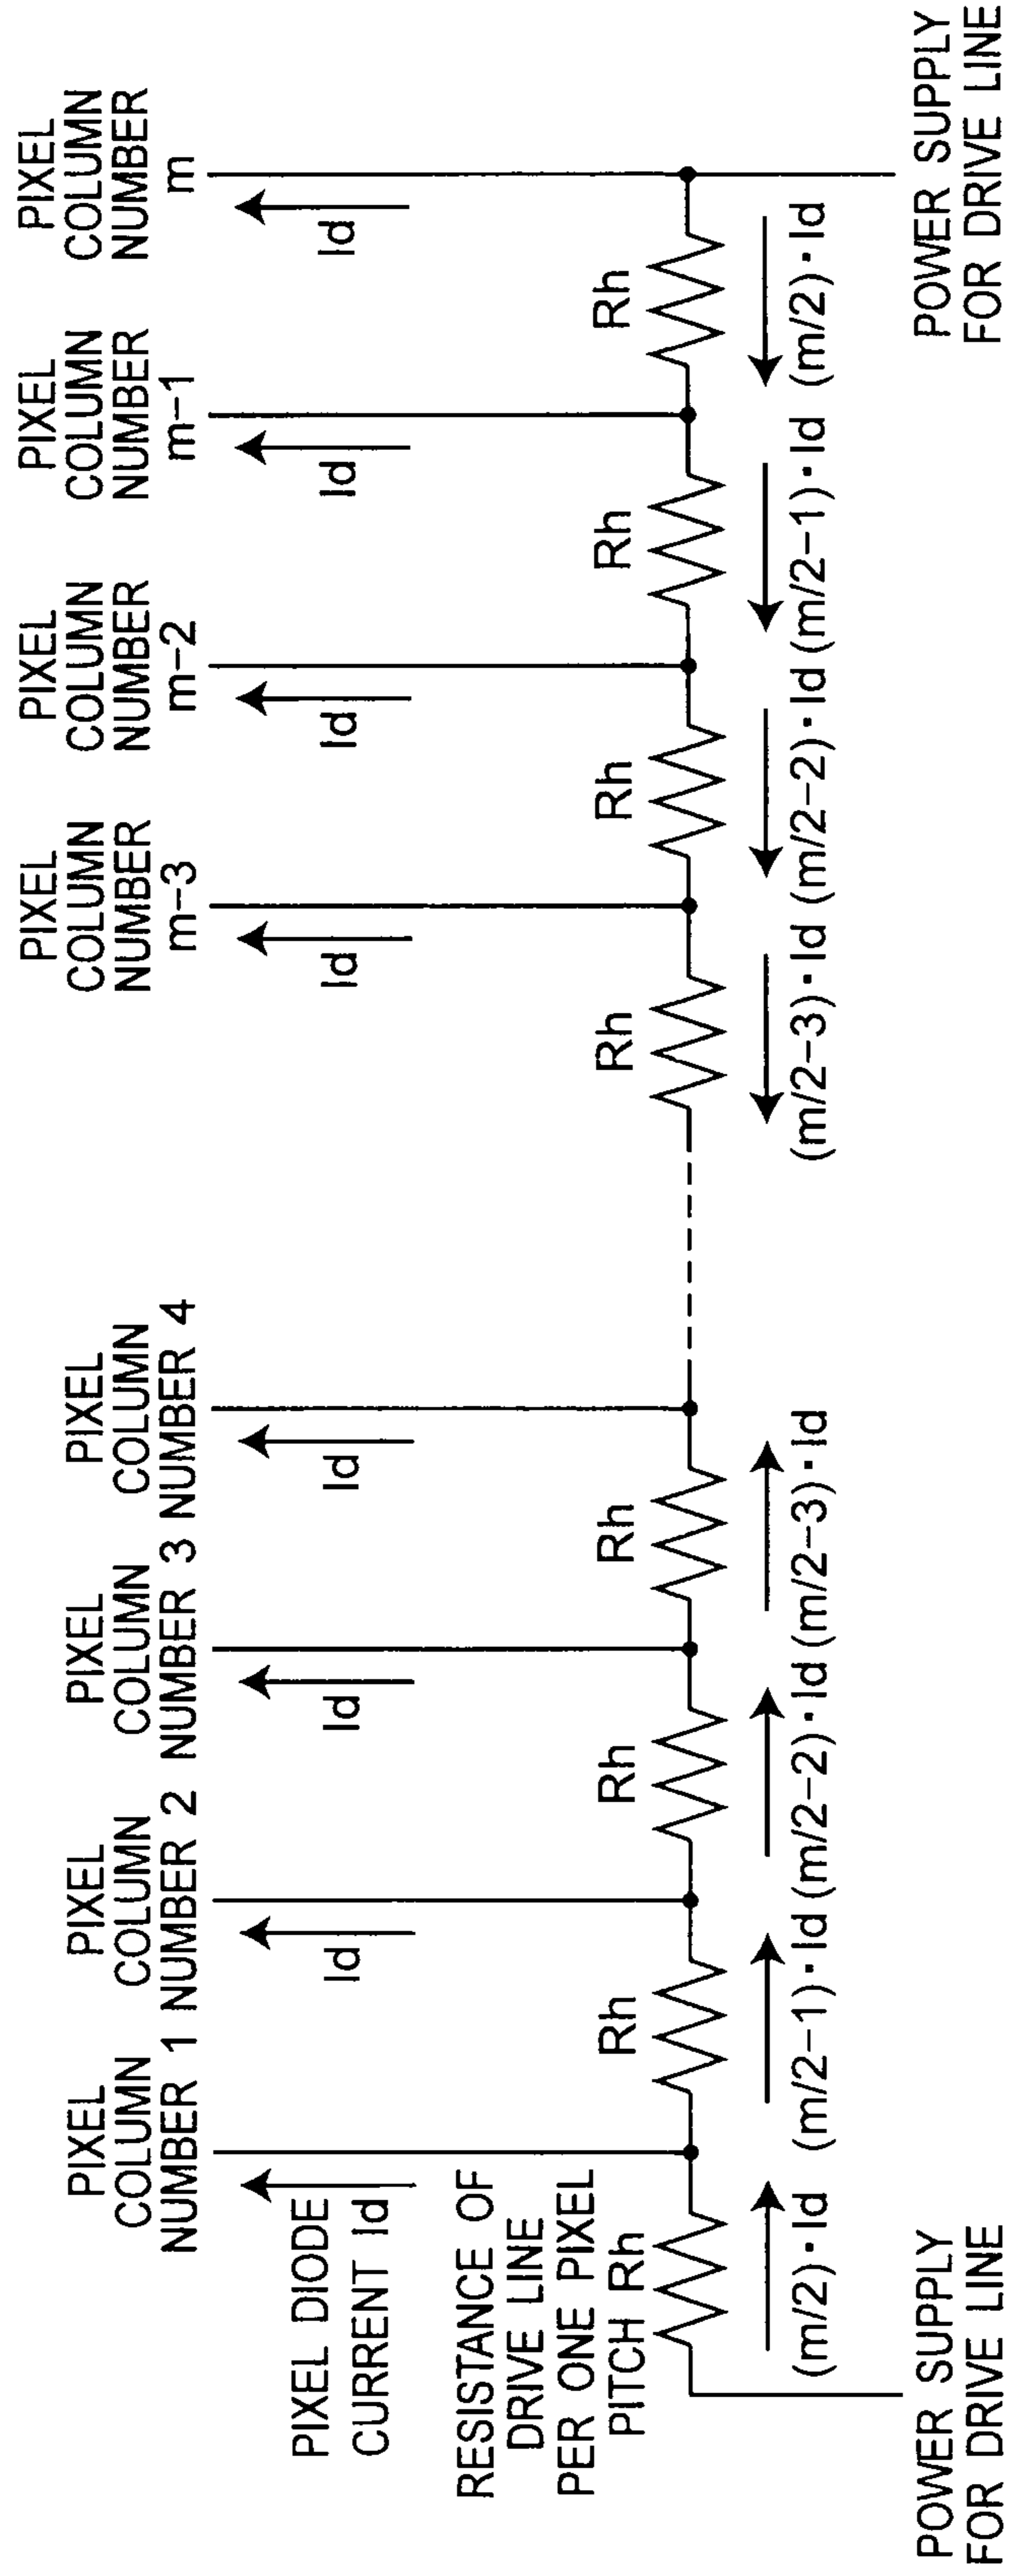 PIXEL
COLUMN
NUMBER 1
PIXEL
COLUMN
NUMBER 2
PIXEL
COLUMN
NUMBER 3
PIXEL
COLUMN
NUMBER 4
PIXEL
COLUMN
NUMBER
m-3
PIXEL
COLUMN
NUMBER
m-2
PIXEL
COLUMN
NUMBER
m-1
PIXEL
COLUMN
NUMBER
m
PIXEL DIODE
CURRENT Id
Id
Id
Id
Id
Id
Id
Id
RESISTANCE OF
DRIVE LINE
PER ONE PIXEL
PITCH Rh
Rh
Rh
Rh
Rh
Rh
Rh
Rh
(m/2)·Id
(m/2-1)·Id
(m/2-2)·Id
(m/2-3)·Id
(m/2-3)·Id
(m/2-2)·Id
(m/2-1)·Id
(m/2)·Id
POWER SUPPLY
FOR DRIVE LINE
POWER SUPPLY
FOR DRIVE LINE